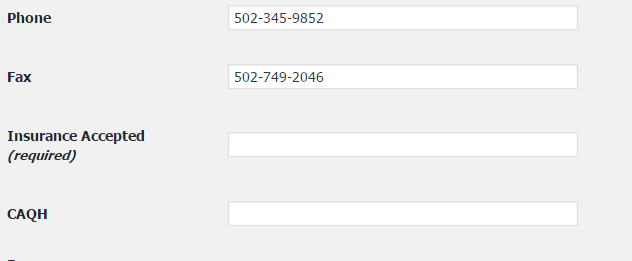 Phone 502-345-9852
Fax 502-749-2046
Insurance Accepted
(required)
CAQH